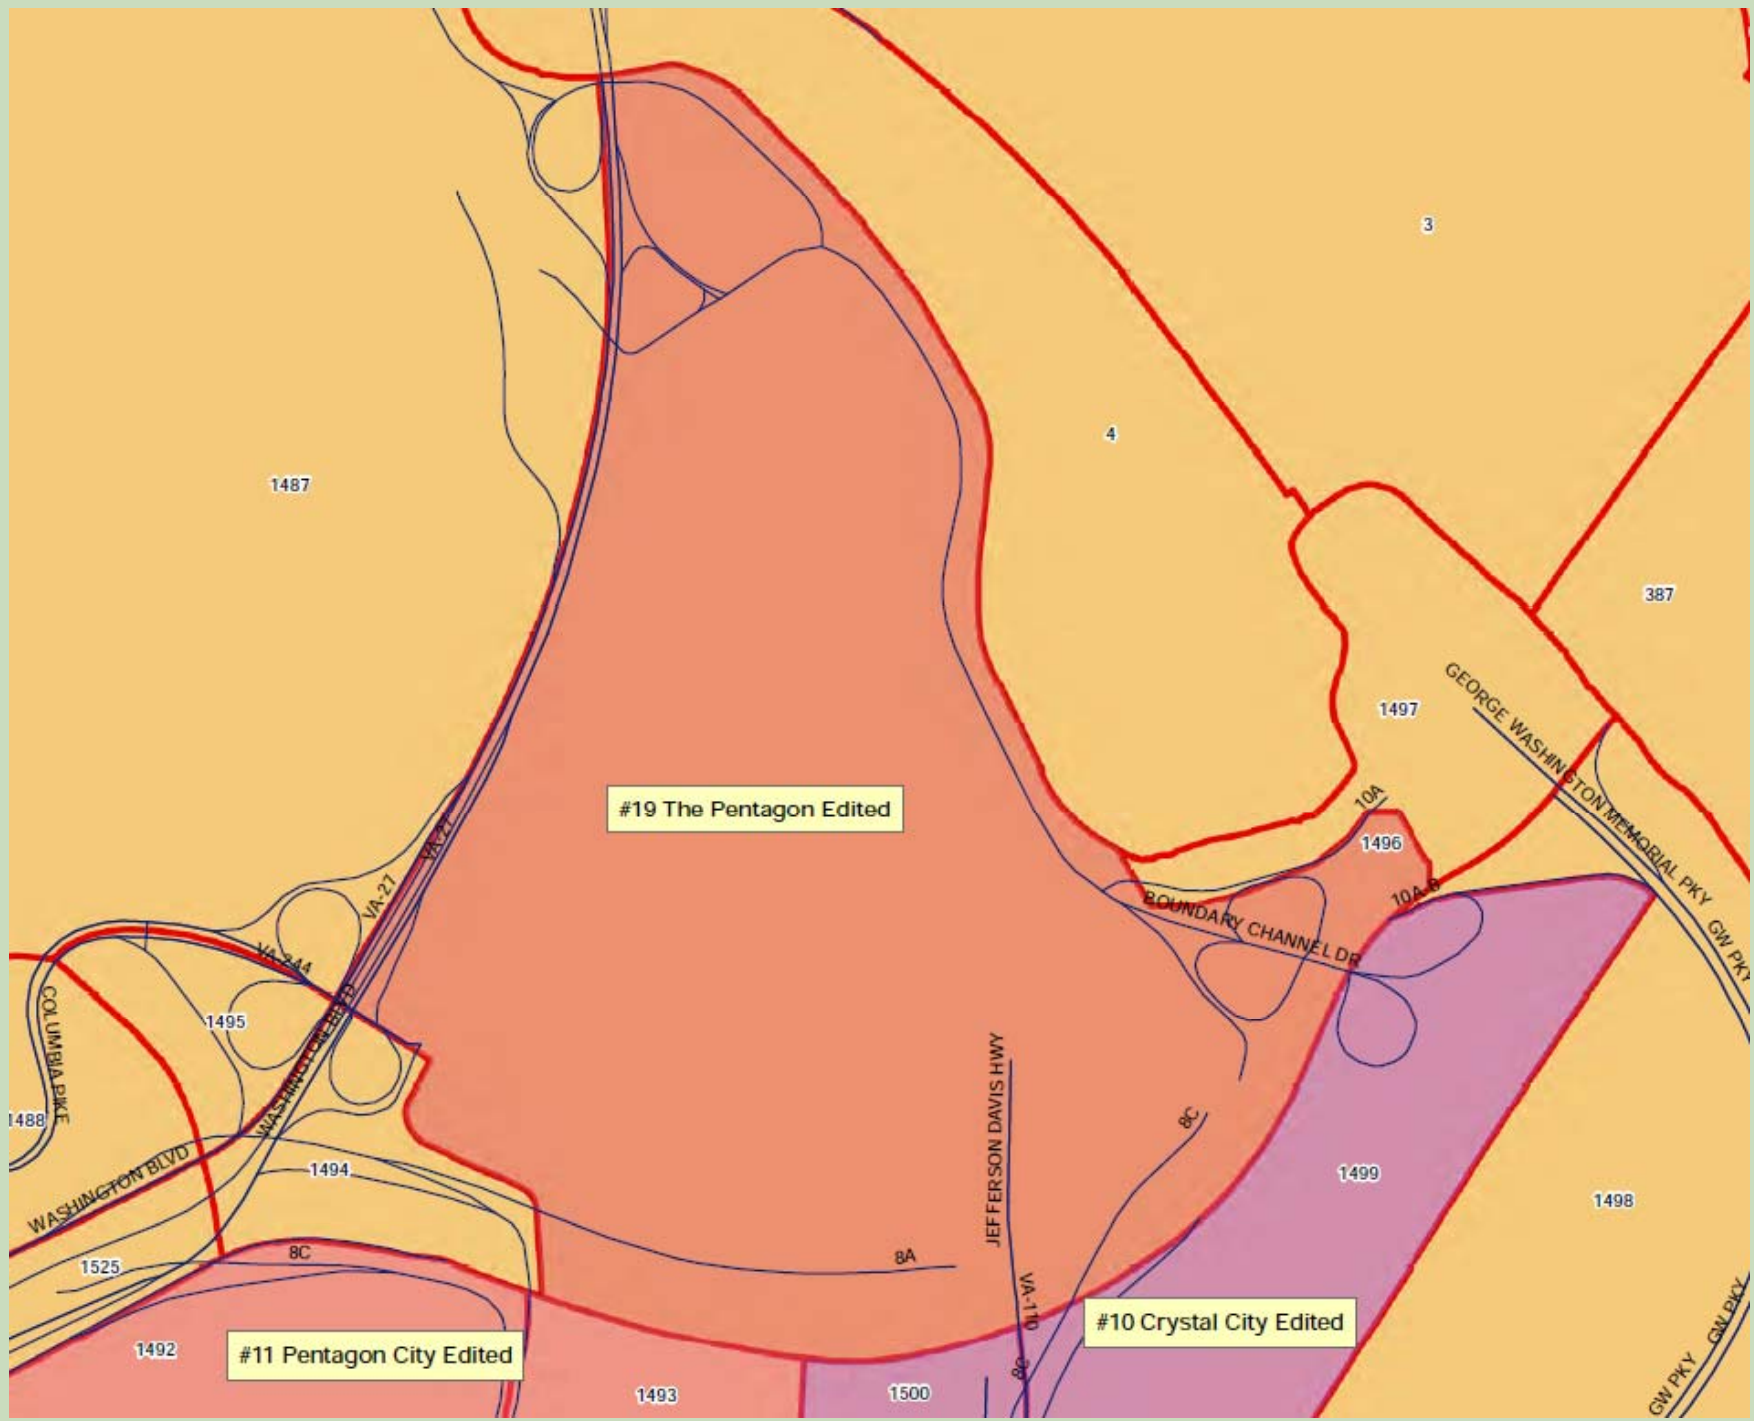 3
4
1487
387
GEORGE WASHINGTON MEMORIAL PKY
1497
10A
#19 The Pentagon Edited
VA-27
1496
VA-27
10A-B
BOUNDARY CHANNEL DR
GW PKY
VA-244
COLUMBIA PIKE
1495
WASHINGTON BLVD
JEFFERSON DAVIS HWY
1488
8C
WASHINGTON BLVD
1494
1499
1498
8C
8A
1525
VA-110
#10 Crystal City Edited
GW PKY
1492
#11 Pentagon City Edited
8C
1493
1500
GW PKY